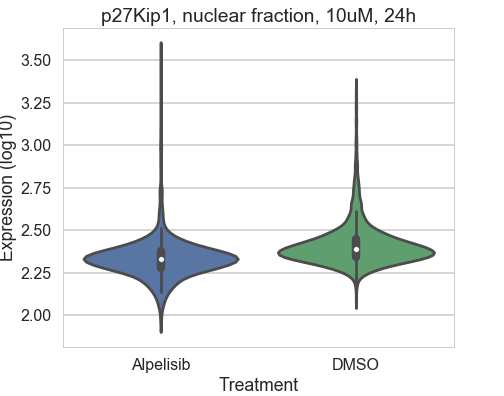 p27Kip1, nuclear fraction, 10uM, 24h
3.50
3.25
3.00
2.75
2.50
2.25
2.00
Expression (log10)
Alpelisib DMSO
Treatment